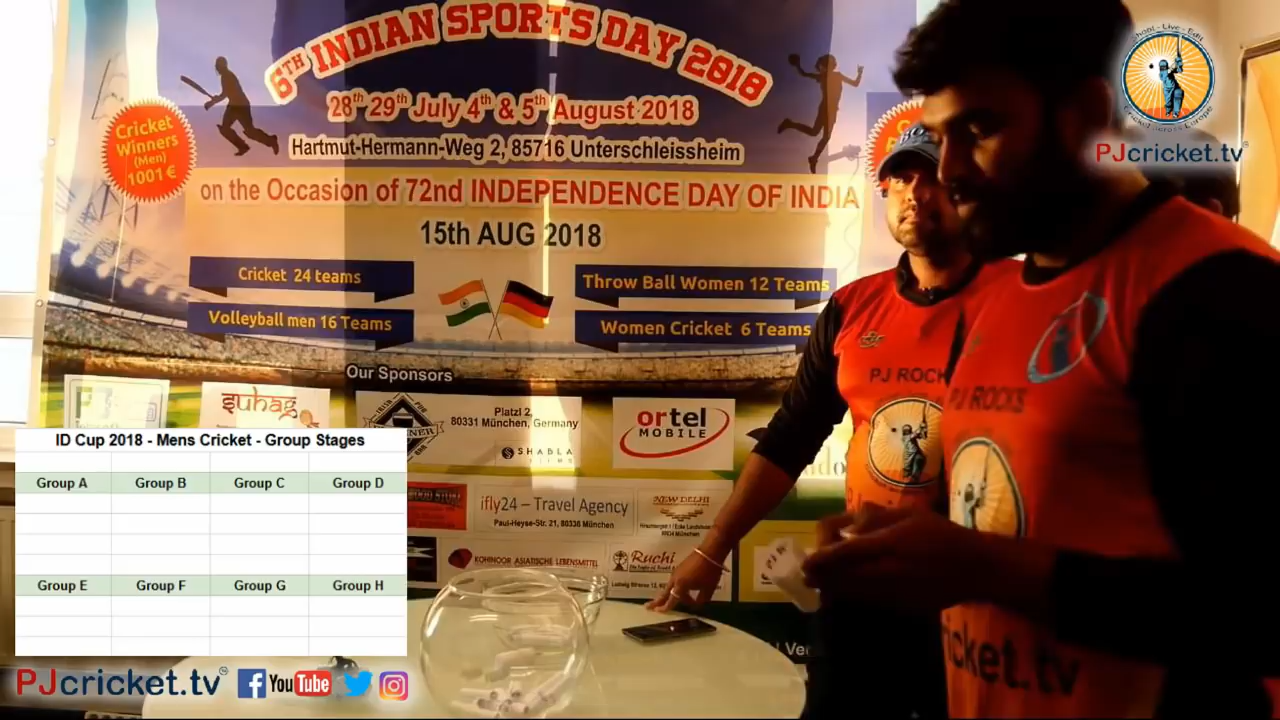 6TH INDIAN SPORTS DAY 2018
28th 29th July 4th & 5th August 2018
Hartmut-Hermann-Weg 2, 85716 Unterschleissheim
on the Occasion of 72nd INDEPENDENCE DAY OF INDIA
15th AUG 2018
Cricket
Winners
(Men)
1001 €
Cricket 24 teams
Volleyball men 16 Teams
Throw Ball Women 12 Teams
Women Cricket 6 Teams
Our Sponsors
suhag
Platzl 2,
80331 München, Germany
SHABLA
ortel
MOBILE
ifly24 – Travel Agency
Paul-Heyse-Str. 21, 80336 München
NEW DELHI
KOHINOOR ASIATISCHE LEBENSMITTEL
Ruchi
PJcricket.tv
PJ ROCK
PJ ROCKS
icket.tv
ID Cup 2018 - Mens Cricket - Group Stages
Group A Group B Group C Group D
Group E Group F Group G Group H
PJcricket.tv
YouTube